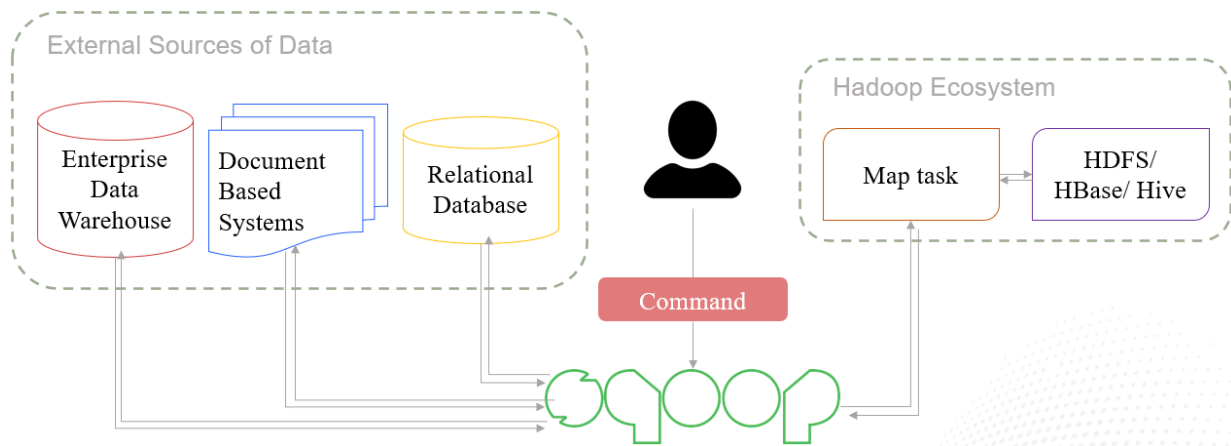 External Sources of Data
Enterprise
Data
Warehouse
Document
Based
Systems
Relational
Database
Command
sqoop
Hadoop Ecosystem
Map task
HDFS/
HBase/ Hive